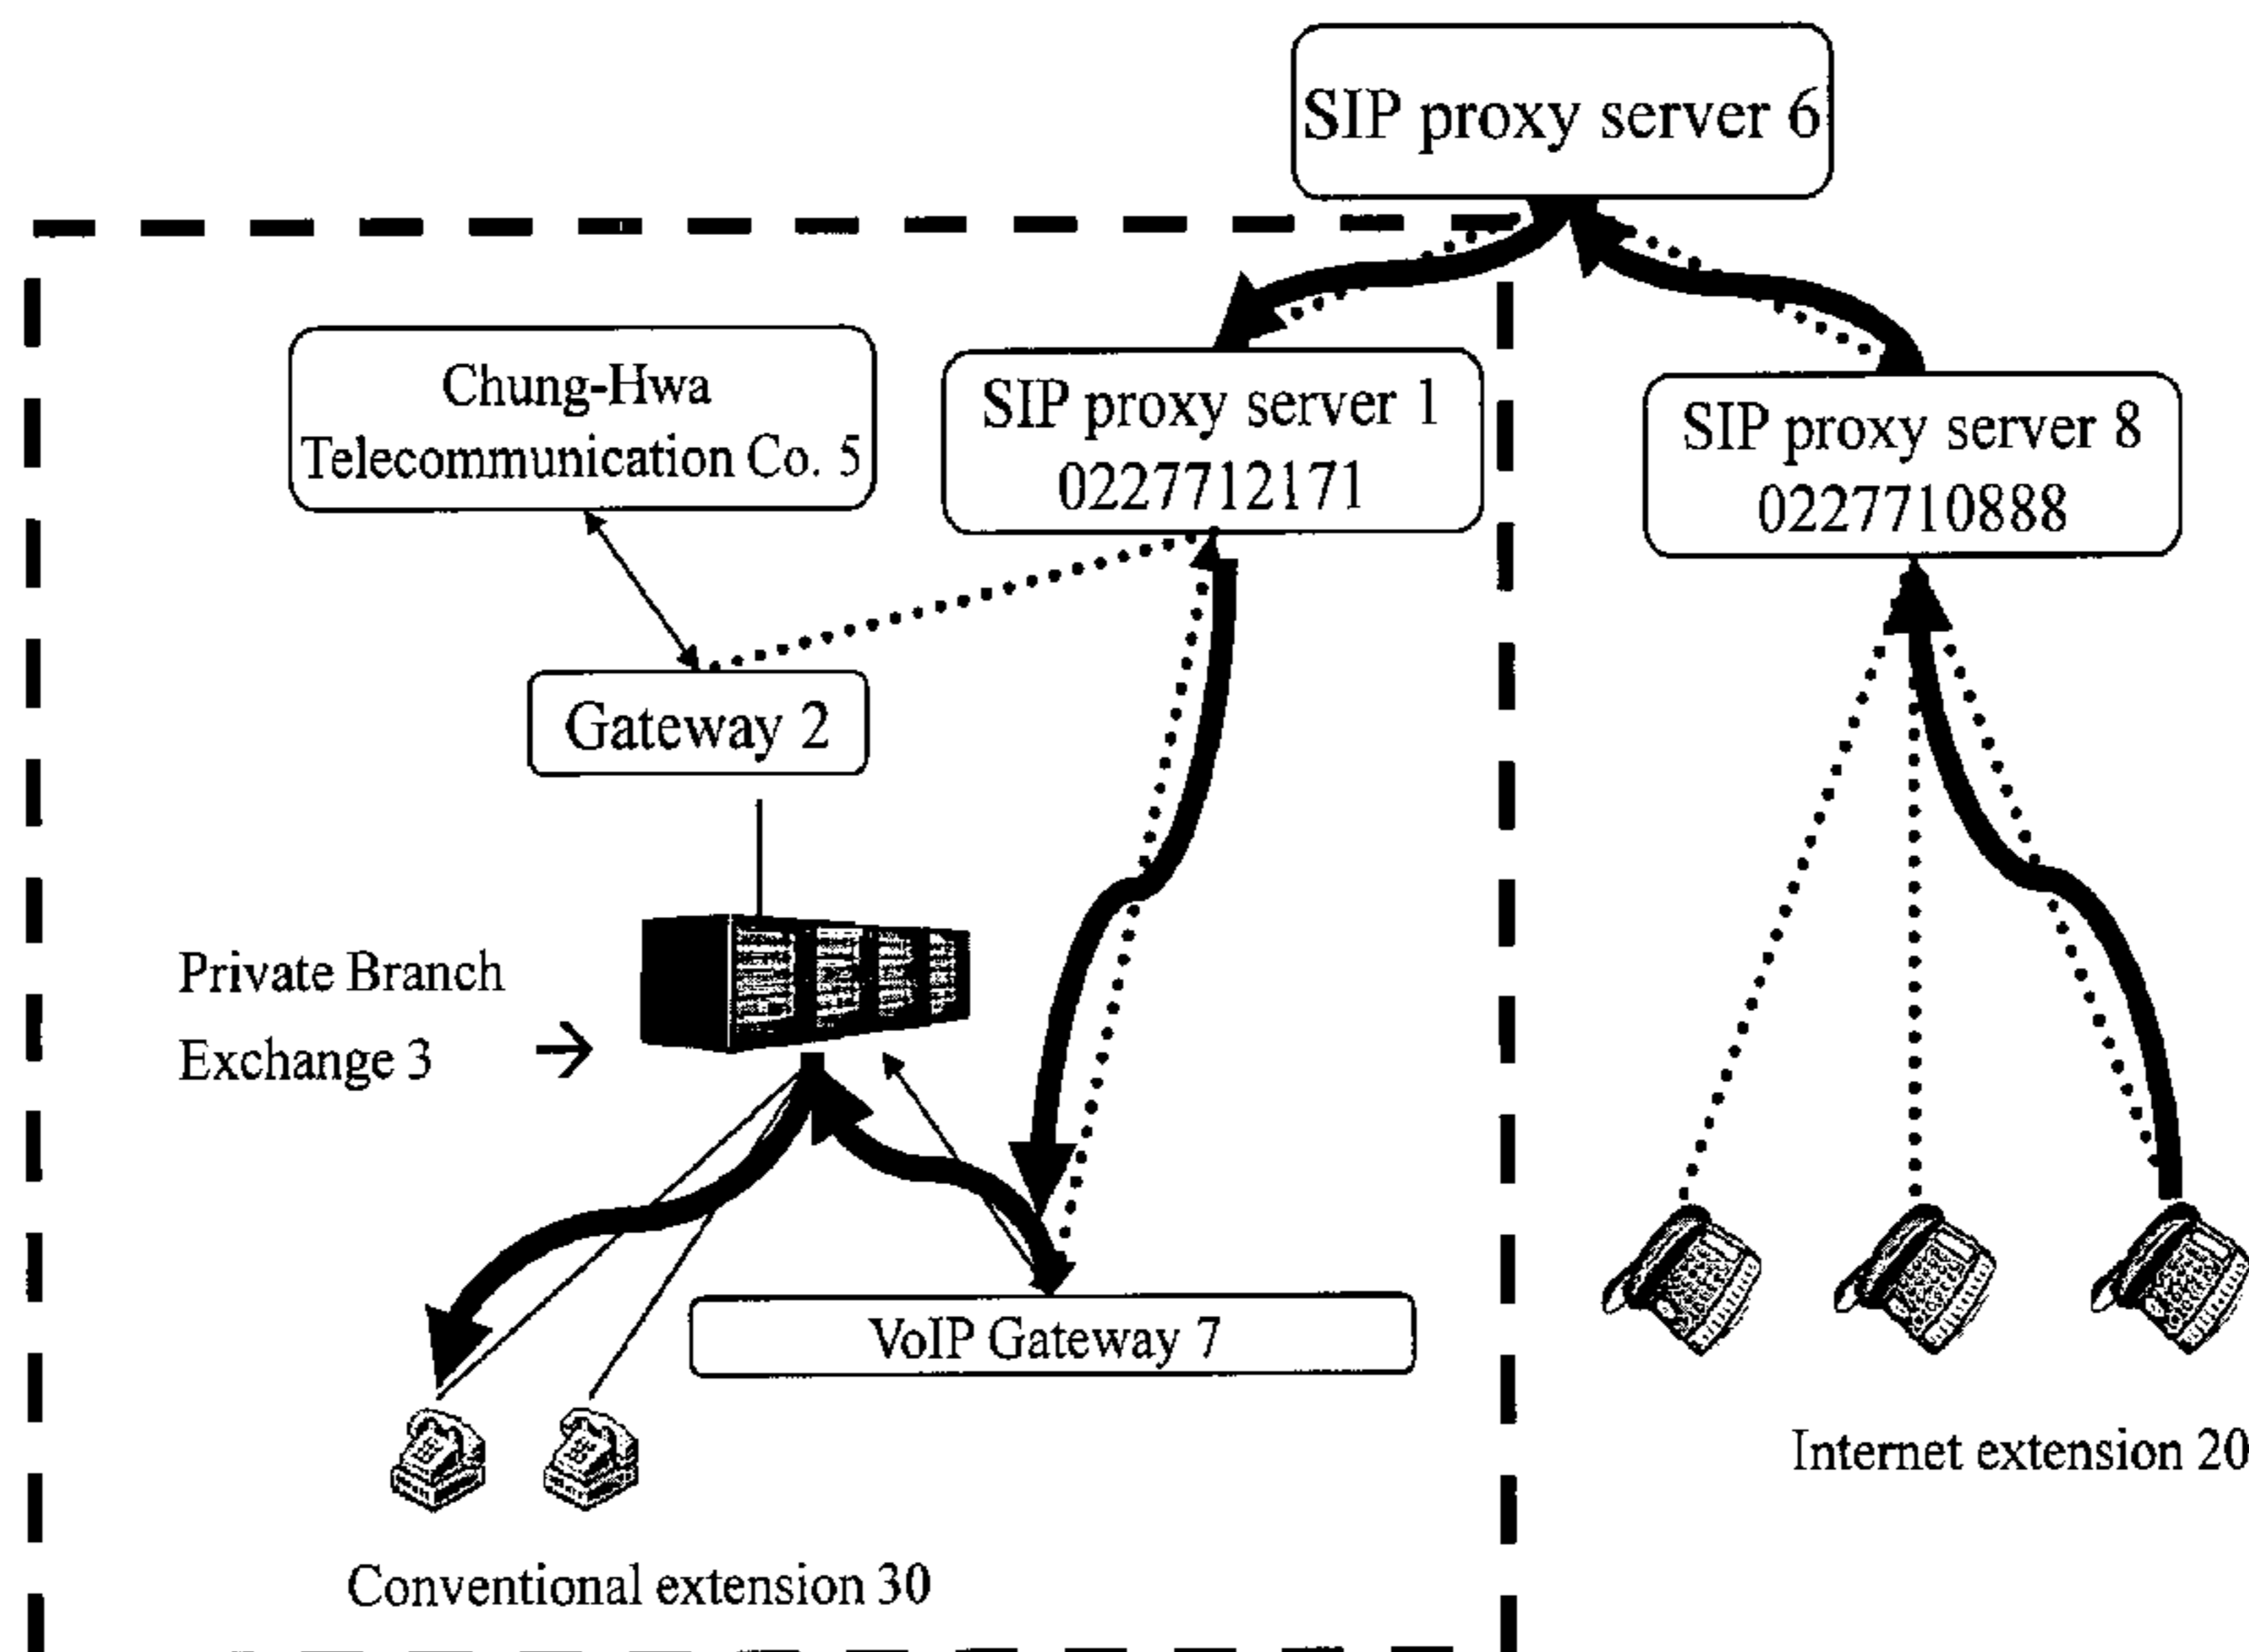 SIP proxy server 6
Chung-Hwa
Telecommunication Co. 5
SIP proxy server 1
0227712171
SIP proxy server 8
0227710888
Gateway 2
Private Branch
Exchange 3
VoIP Gateway 7
Internet extension 20
Conventional extension 30